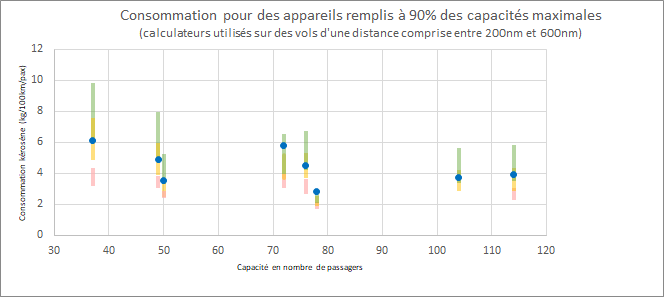 Consommation pour des appareils remplis à 90% des capacités maximales
(calculateurs utilisés sur des vols d'une distance comprise entre 200nm et 600nm)
Consommation kérosène (kg/100km/pax)
12
10
8
6
4
2
0
30 40 50 60 70 80 90 100 110 120
Capacité en nombre de passagers